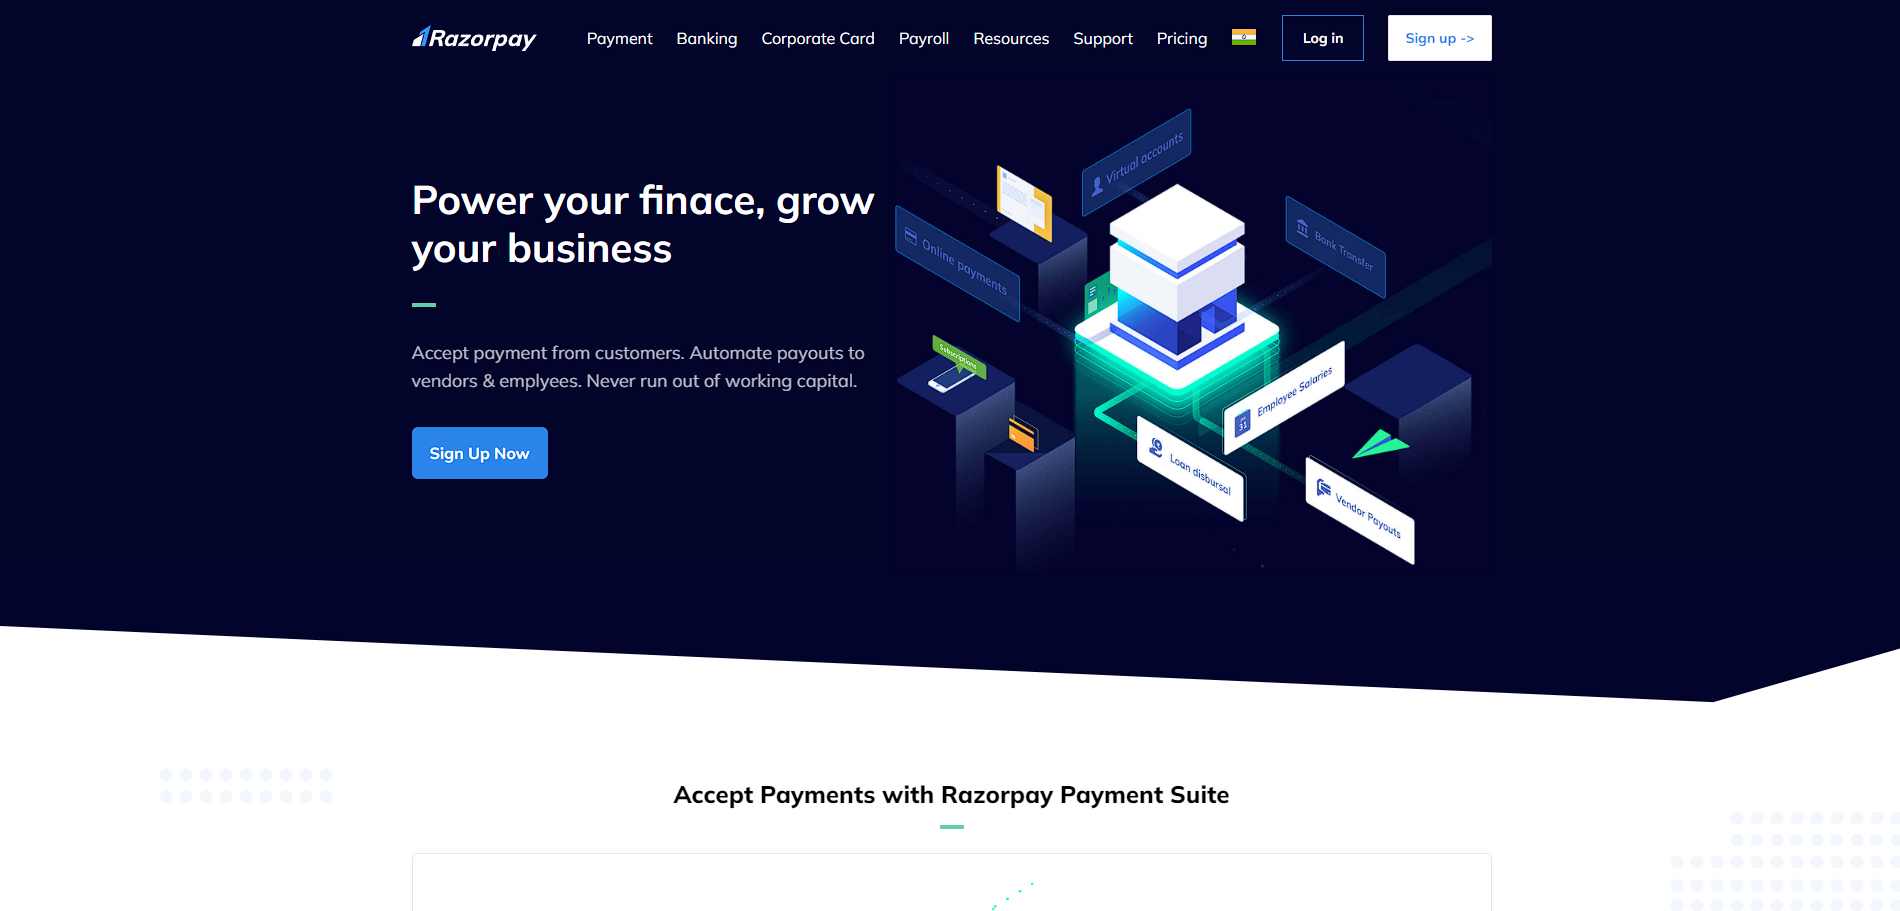 Razorpay
Payment
Banking
Corporate Card
Payroll
Resources
Support
Pricing
Log in
Sign up ->
Power your finace, grow
your business
Accept payment from customers. Automate payouts to
vendors & emplyees. Never run out of working capital.
Sign Up Now
Virtual accounts
Online payments
Bank Transfer
Subscriptions
Employee Salaries
31
Loan disbursal
Vendor Payouts
Accept Payments with Razorpay Payment Suite